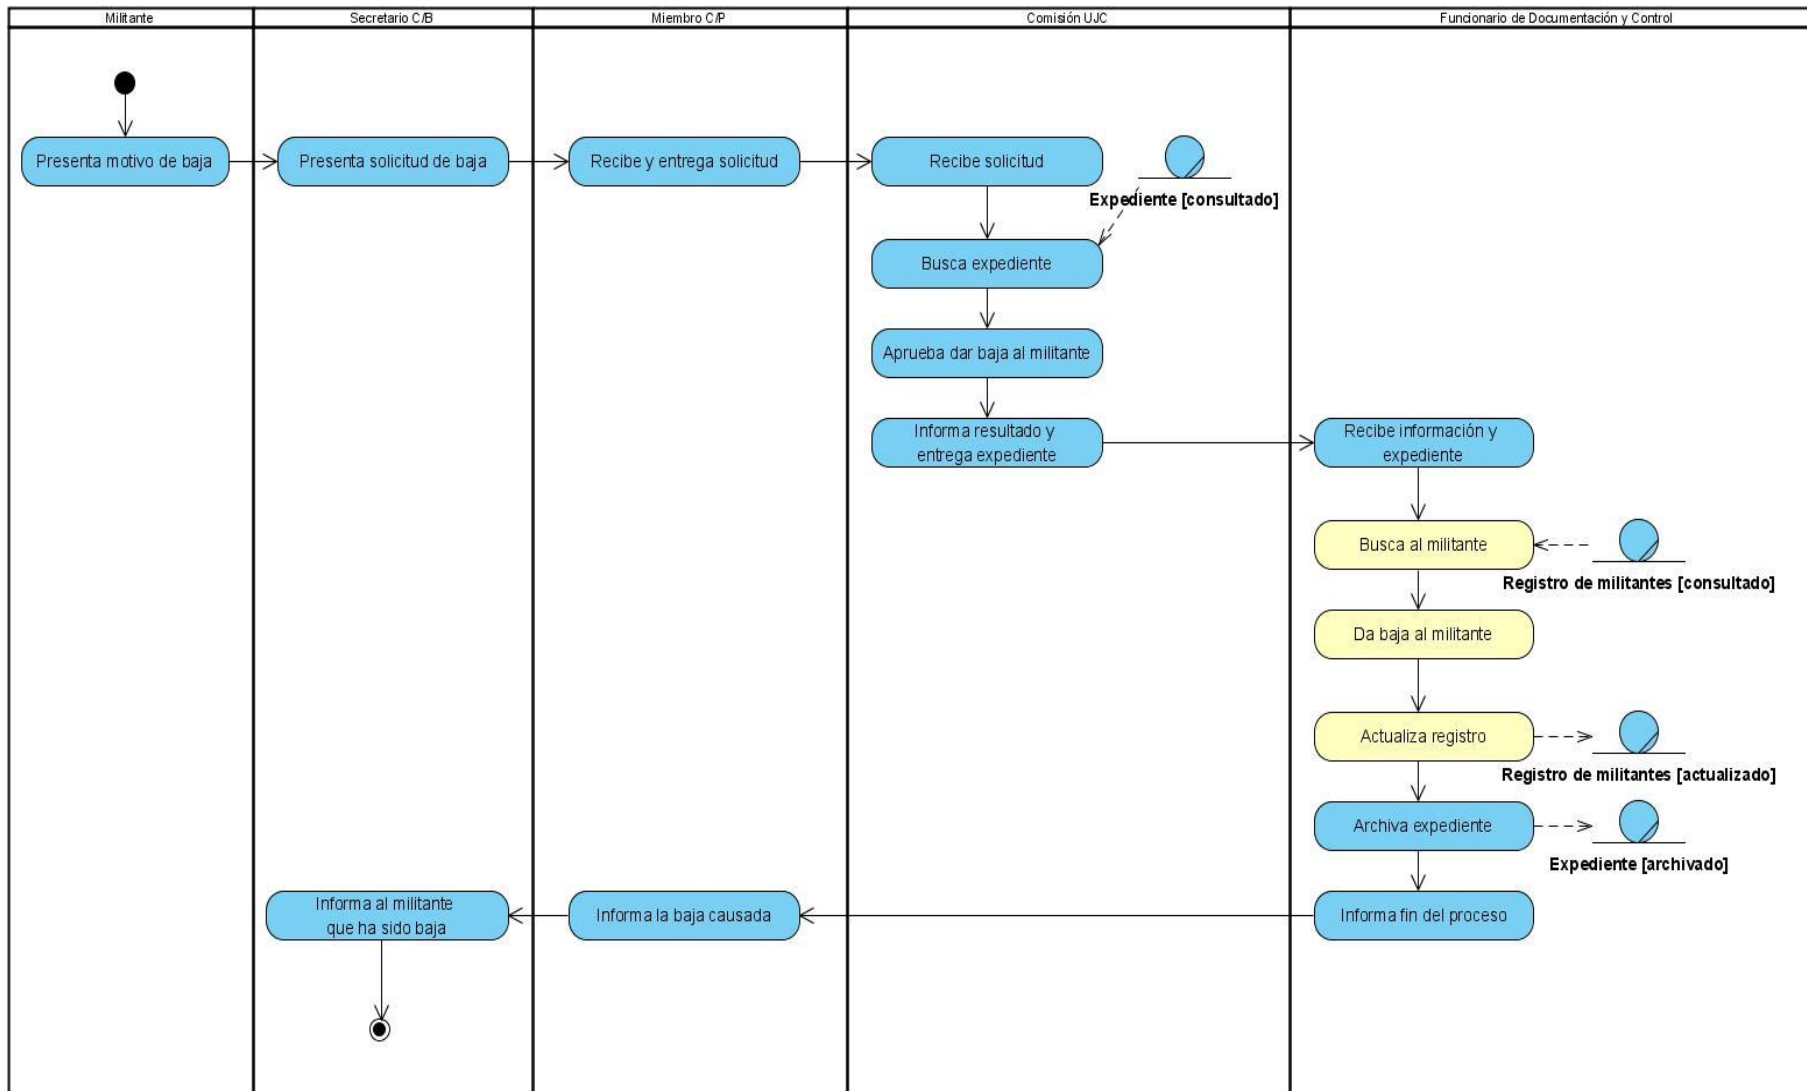 Militante
Secretario C/B
Miembro C/P
Comisión UJC
Funcionario de Documentación y Control
Presenta motivo de baja
Presenta solicitud de baja
Recibe y entrega solicitud
Recibe solicitud
Expediente [consultado]
Busca expediente
Aprueba dar baja al militante
Informa resultado y
entrega expediente
Recibe información y
expediente
Busca al militante
Registro de militantes [consultado]
Da baja al militante
Actualiza registro
Registro de militantes [actualizado]
Archiva expediente
Expediente [archivado]
Informa al militante
que ha sido baja
Informa la baja causada
Informa fin del proceso